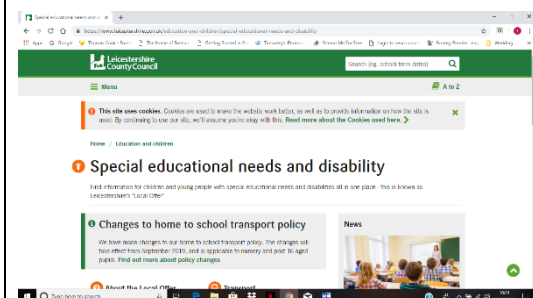 Special educational needs and d
https://www.leicestershire.gov.uk/education-and-children/special-educational-needs-and-disability
Apps G Google
Leicestershire
County Council
Search (eg. school term dates)
Menu
A to Z
This site uses cookies. Cookies are used to make the website work better, as well as to provide information on how the site is
used. By continuing to use our site, we'll assume you're okay with this. Read more about the Cookies used here.
Home / Education and children
Special educational needs and disability
Find information for children and young people with special educational needs and disabilities all in one place - this is known as
Leicestershire's 'Local Offer'
Changes to home to school transport policy
We have made changes to our home to school transport policy. The changes will
take effect from September 2019, and is applicable to nursery and post 16 aged
pupils. Find out more about policy changes
News
About the Local Offer
Transport
Type here to search